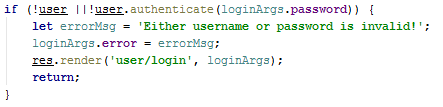 if (!user ||!user.authenticate(loginArgs.password)) {
let errorMsg = 'Either username or password is invalid!';
loginArgs.error = errorMsg;
res.render('user/login', loginArgs);
return;
}